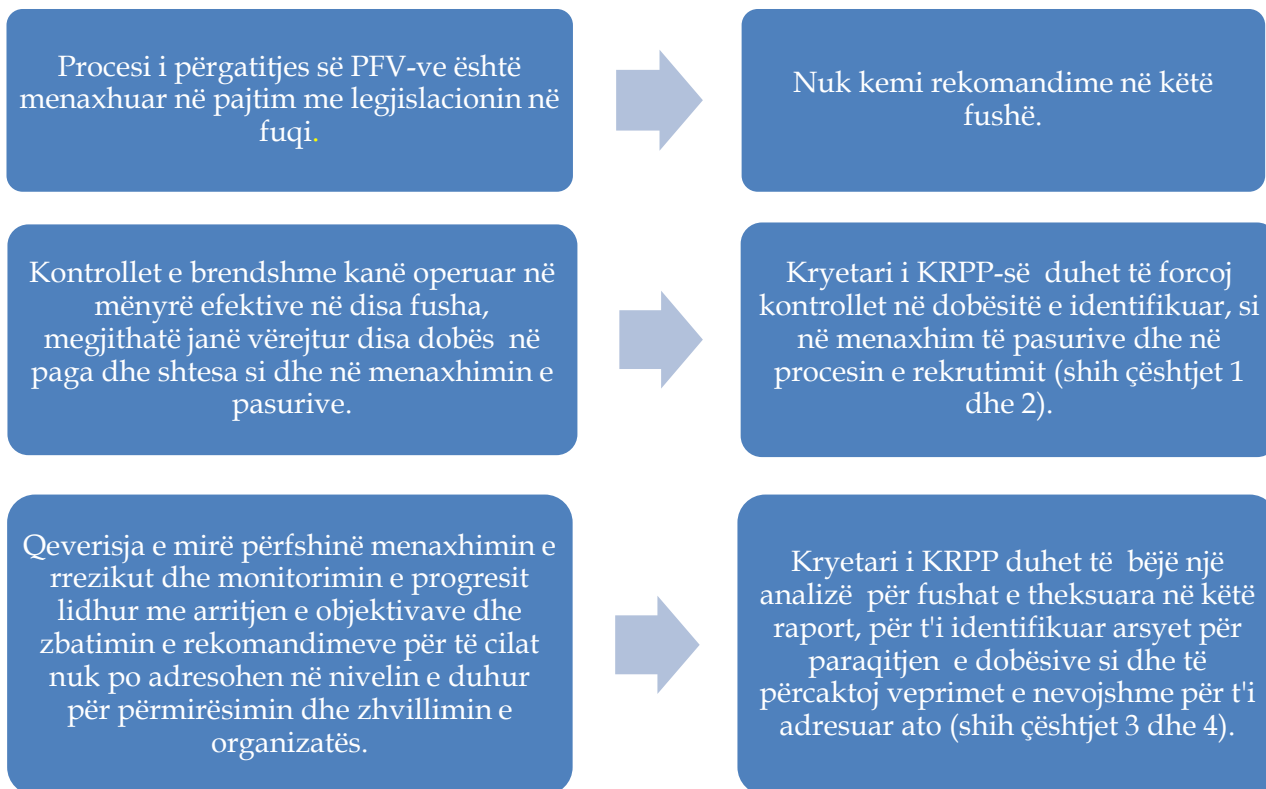 Procesi i përgatitjes së PFV-ve është
menaxhuar në pajtim me legjislacionin në
fuqi.
Nuk kemi rekomandime në këtë
fushë.
Kontrollet e brendshme kanë operuar në
mënyrë efektive në disa fusha,
megjithatë janë vërejtur disa dobës në
paga dhe shtesa si dhe në menaxhimin e
pasurive.
Kryetari i KRPP-së duhet të forcoj
kontrollet në dobësitë e identifikuar, si
në menaxhim të pasurive dhe në
procesin e rekrutimit (shih çështjet 1
dhe 2).
Qeverisja e mirë përfshinë menaxhimin e
rrezikut dhe monitorimin e progresit
lidhur me arritjen e objektivave dhe
zbatimin e rekomandimeve për të cilat
nuk po adresohen në nivelin e duhur
për përmirësimin dhe zhvillimin e
organizatës.
Kryetari i KRPP duhet të bëjë një
analizë për fushat e theksuara në këtë
raport, për t'i identifikuar arsyet për
paraqitjen e dobësive si dhe të
përcaktoj veprimet e nevojshme për t'i
adresuar ato (shih çështjet 3 dhe 4).